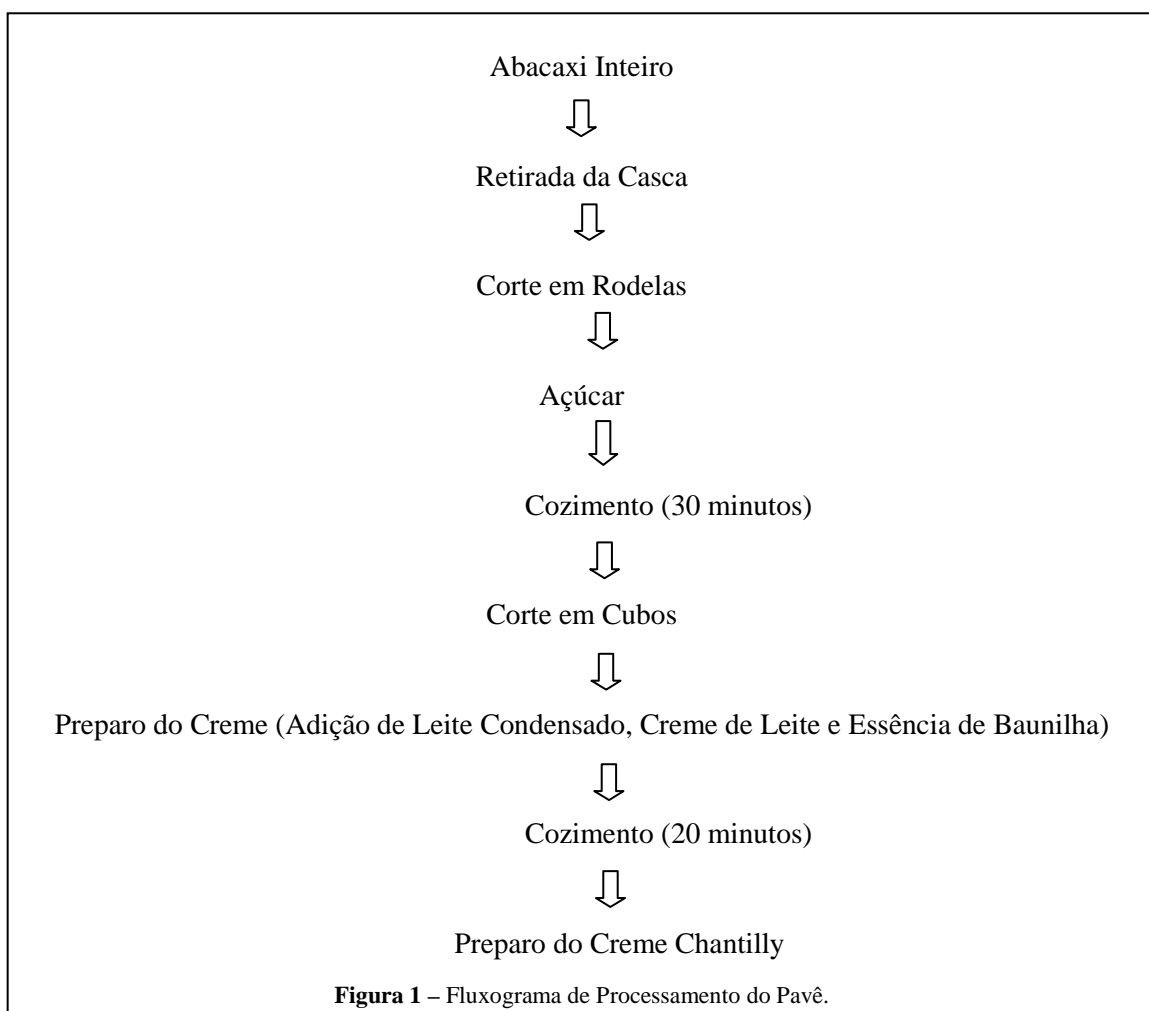 Abacaxi Inteiro
Retirada da Casca
Corte em Rodelas
Açúcar
Cozimento (30 minutos)
Corte em Cubos
Preparo do Creme (Adição de Leite Condensado, Creme de Leite e Essência de Baunilha)
Cozimento (20 minutos)
Preparo do Creme Chantilly
Figura 1 – Fluxograma de Processamento do Pavê.